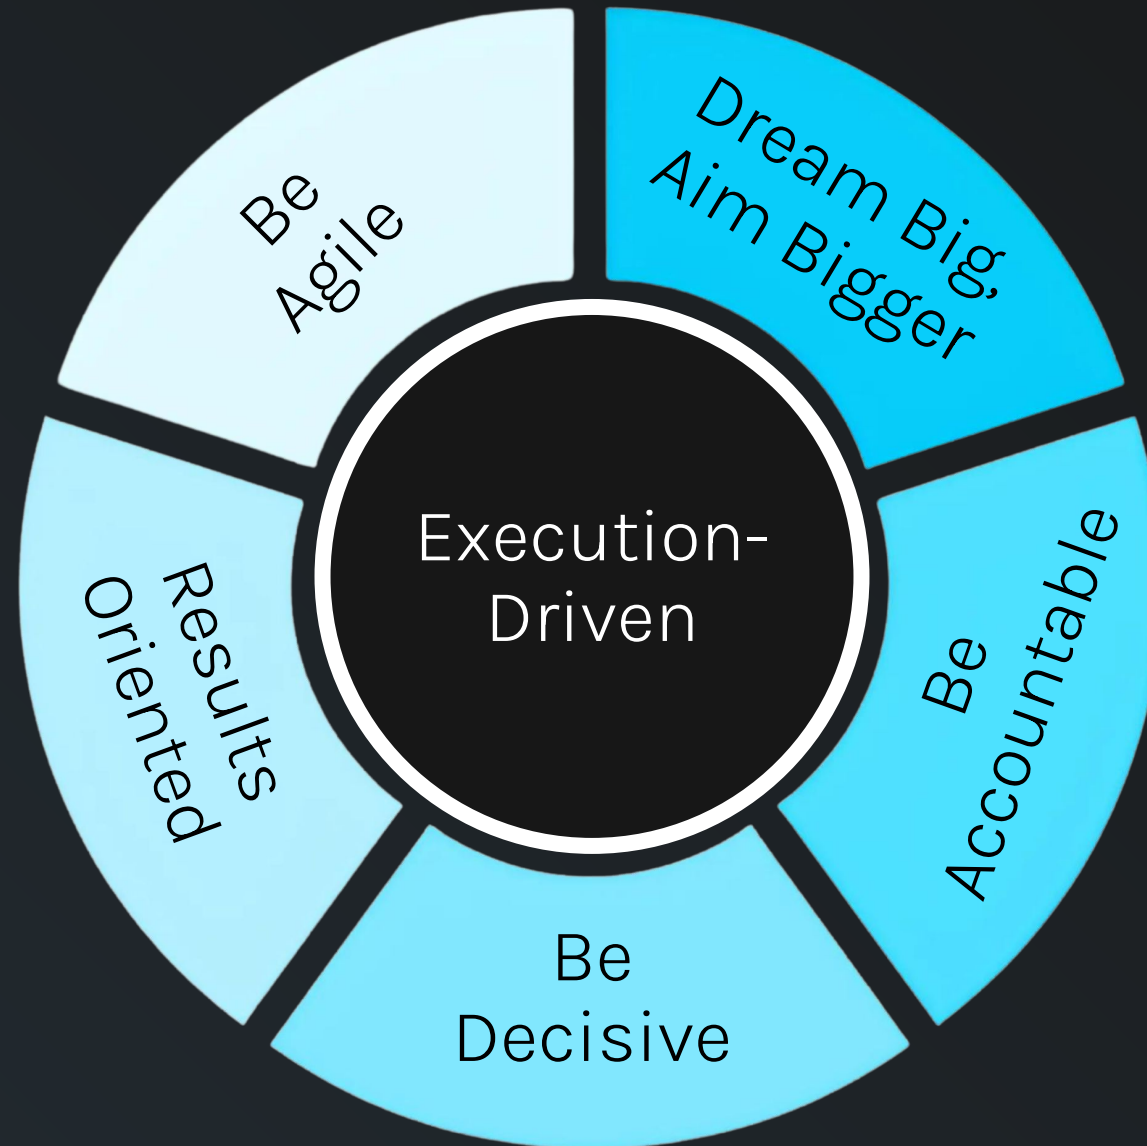 Dream Big,
Aim Bigger
Be
Accountable
Be
Decisive
Results
Oriented
Be
Agile
Execution-
Driven